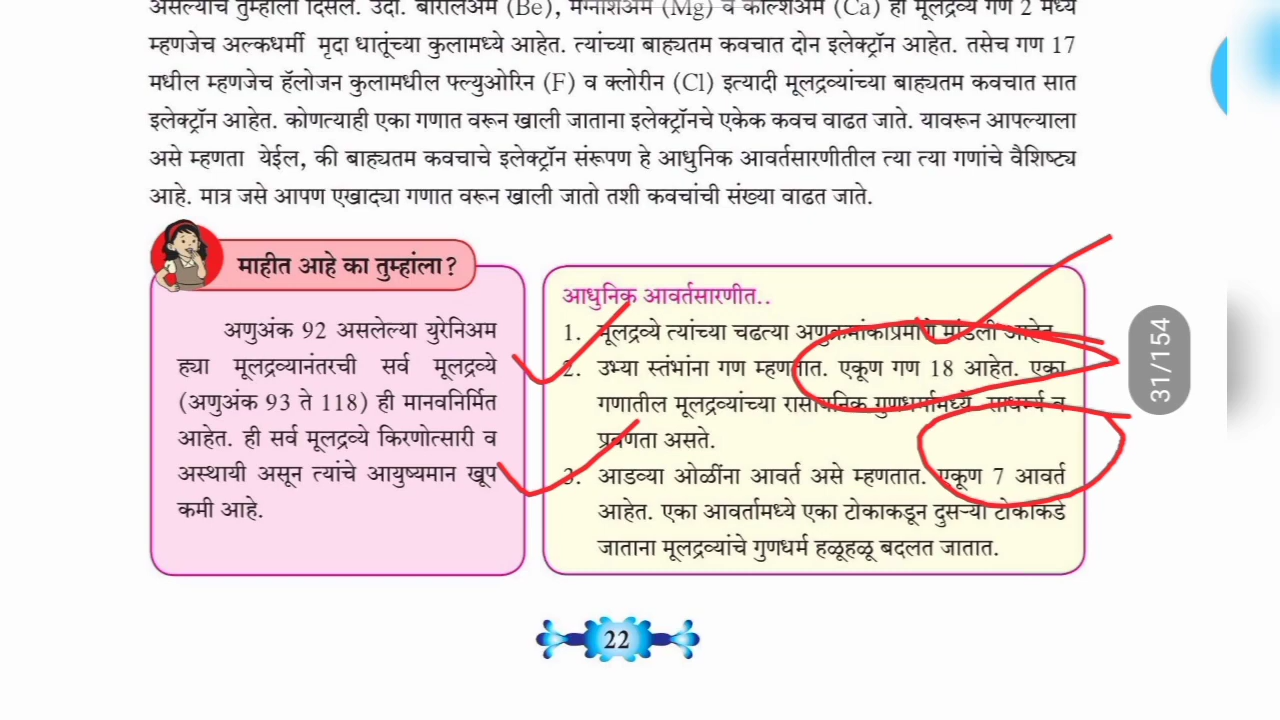 असल्याचे तुम्हाला दिसेल. उदा. बेरिलिअम (Be), मॅग्नेशिअम (Mg) व कॅल्शिअम (Ca) ही मूलद्रव्ये गण 2 मध्ये
म्हणजेच अल्कधर्मी मृदा धातूंच्या कुलामध्ये आहेत. त्यांच्या बाह्यतम कवचात दोन इलेक्ट्रॉन आहेत. तसेच गण 17
मधील म्हणजेच हॅलोजन कुलामधील फ्ल्युओरिन (F) व क्लोरीन (Cl) इत्यादी मूलद्रव्यांच्या बाह्यतम कवचात सात
इलेक्ट्रॉन आहेत. कोणत्याही एका गणात वरून खाली जाताना इलेक्ट्रॉनचे एकेक कवच वाढत जाते. यावरून आपल्याला
असे म्हणता येईल, की बाह्यतम कवचाचे इलेक्ट्रॉन संरूपण हे आधुनिक आवर्तसारणीतील त्या त्या गणांचे वैशिष्ट्य
आहे. मात्र जसे आपण एखाद्या गणात वरून खाली जातो तशी कवचांची संख्या वाढत जाते.
माहीत आहे का तुम्हांला?
अणुअंक 92 असलेल्या युरेनिअम
ह्या मूलद्रव्यानंतरची सर्व मूलद्रव्ये
(अणुअंक 93 ते 118) ही मानवनिर्मित
आहेत. ही सर्व मूलद्रव्ये किरणोत्सारी व
अस्थायी असून त्यांचे आयुष्यमान खूप
कमी आहे.
आधुनिक आवर्तसारणीत..
1. मूलद्रव्ये त्यांच्या चढत्या अणुक्रमांकाप्रमाणे मांडली आहेत.
2. उभ्या स्तंभांना गण म्हणतात. एकूण गण 18 आहेत. एका
गणातील मूलद्रव्यांच्या रासायनिक गुणधर्मामध्ये साधर्म्य व
प्रवणता असते.
3. आडव्या ओळींना आवर्त असे म्हणतात. एकूण 7 आवर्त
आहेत. एका आवर्तामध्ये एका टोकाकडून दुसऱ्या टोकाकडे
जाताना मूलद्रव्यांचे गुणधर्म हळूहळू बदलत जातात.
22
31/154